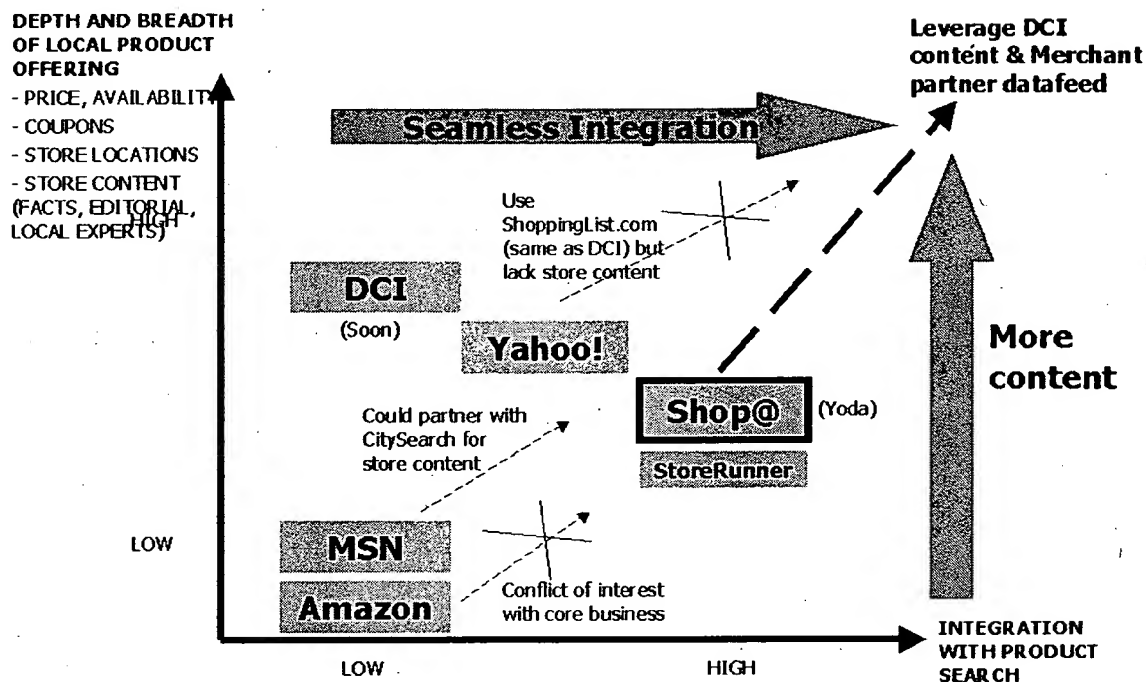 DEPTH AND BREADTH
OF LOCAL PRODUCT
OFFERING
- PRICE, AVAILABILITY
- COUPONS
- STORE LOCATIONS
- STORE CONTENT
(FACTS, EDITORIAL,
LOCAL EXPERTS)
HIGH
LOW
Leverage DCI
content & Merchant
partner datafeed
Seamless Integration
Use
ShoppingList.com
(same as DCI) but
lack store content
DCI
(Soon)
Yahoo!
More
content
Shop@
(Yoda)
StoreRunner
Could partner with
CitySearch for
store content
MSN
Amazon
Conflict of interest
with core business
LOW
HIGH
INTEGRATION
WITH PRODUCT
SEARCH